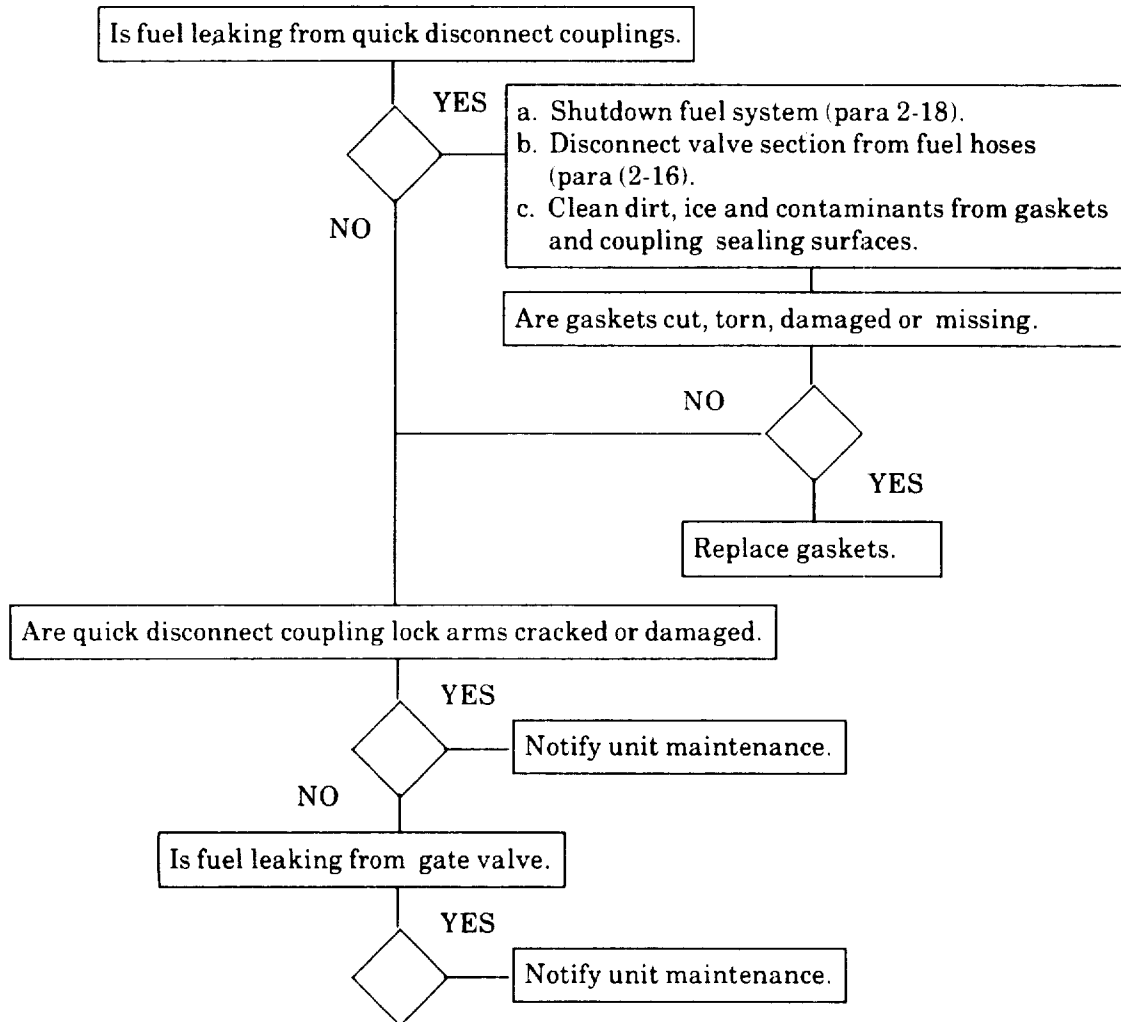 Is fuel leaking from quick disconnect couplings.
YES
a. Shutdown fuel system (para 2-18).
b. Disconnect valve section from fuel hoses
(para (2-16).
c. Clean dirt, ice and contaminants from gaskets
and coupling sealing surfaces.
NO
Are gaskets cut, torn, damaged or missing.
NO
YES
Replace gaskets.
Are quick disconnect coupling lock arms cracked or damaged.
YES
Notify unit maintenance.
NO
Is fuel leaking from gate valve.
YES
Notify unit maintenance.